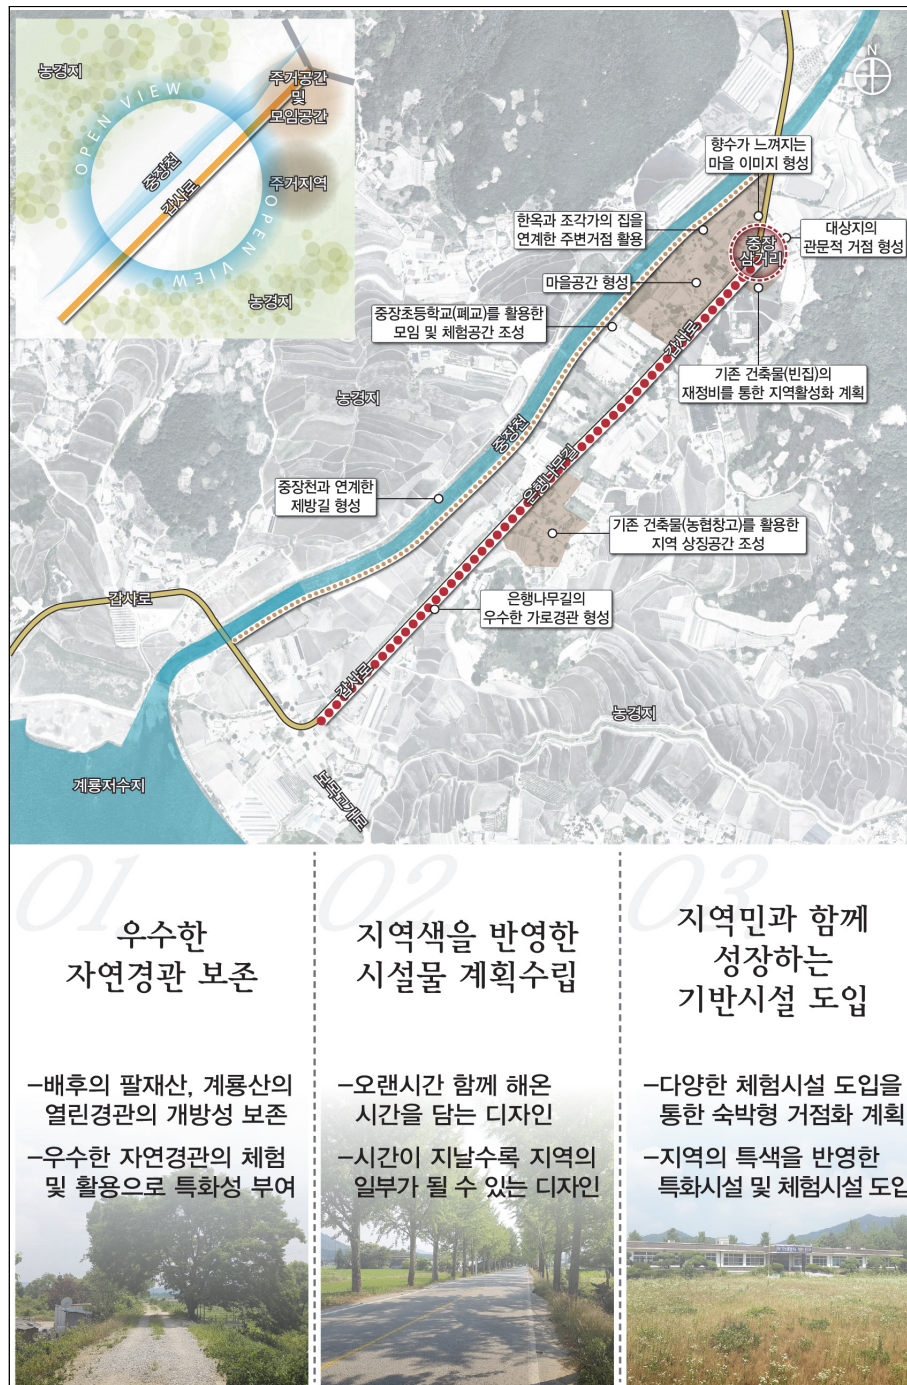 농경지
OPEN VIEW
주거공간
및
모임공간
중장천
갑사로
주거지역
OPEN VIEW
농경지
N
향수가 느껴지는
마을 이미지 형성
한옥과 조각가의 집을
연계한 주변거점 활용
대상지의
관문적 거점 형성
중장
삼거리
마을공간 형성
중장초등학교(폐교)를 활용한
모임 및 체험공간 조성
갑사로
기존 건축물(빈집)의
재정비를 통한 지역활성화 계획
농경지
중장천
은행나무길
중장천과 연계한
제방길 형성
기존 건축물(농협창고)를 활용한
지역 상징공간 조성
갑사로
은행나무길의
우수한 가로경관 형성
갑사로
농경지
계룡저수지
보목고개로
01
우수한
자연경관 보존
–배후의 팔재산, 계룡산의
열린경관의 개방성 보존
–우수한 자연경관의 체험
및 활용으로 특화성 부여
02
지역색을 반영한
시설물 계획수립
–오랜시간 함께 해온
시간을 담는 디자인
–시간이 지날수록 지역의
일부가 될 수 있는 디자인
03
지역민과 함께
성장하는
기반시설 도입
–다양한 체험시설 도입을
통한 숙박형 거점화 계획
–지역의 특색을 반영한
특화시설 및 체험시설 도입